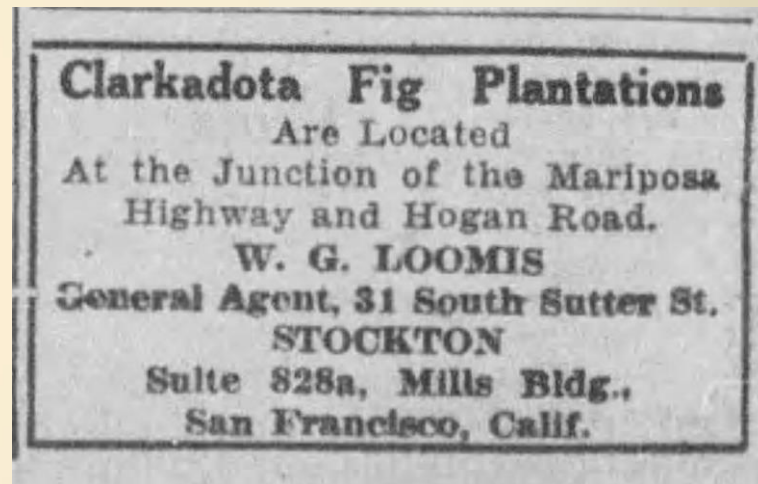 Clarkadota Fig Plantations
Are Located
At the Junction of the Mariposa
Highway and Hogan Road.
W. G. LOOMIS
General Agent, 31 South Sutter St.
STOCKTON
Suite 828a, Mills Bldg.,
San Francisco, Calif.